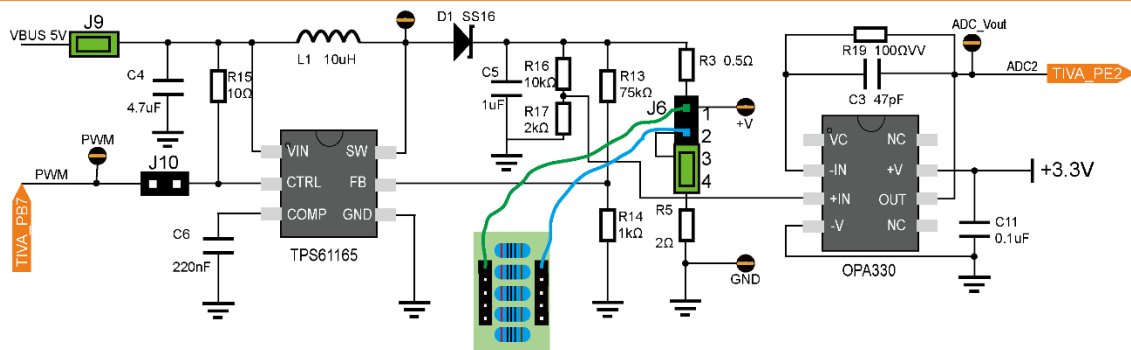 VBUS 5V
J9
L1 10uH
D1 SS16
C4
4.7uF
R15
10Ω
C5
1uF
R16
10kΩ
R17
2kΩ
R13
75kΩ
R3 0.5Ω
J6
1
2
3
4
+V
R19 100ΩVV
C3 47pF
ADC_Vout
ADC2
TIVA_PE2
PWM
PWM
J10
TIVA_PB7
VIN
CTRL
COMP
SW
FB
GND
TPS61165
C6
220nF
R14
1kΩ
R5
2Ω
GND
VC
-IN
+IN
-V
NC
+V
OUT
NC
OPA330
+3.3V
C11
0.1uF